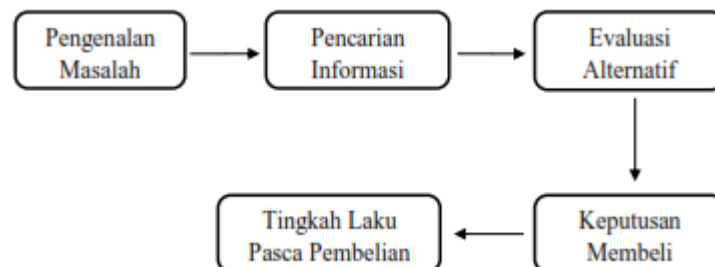 Pengenalan
Masalah
Pencarian
Informasi
Evaluasi
Alternatif
Keputusan
Membeli
Tingkah Laku
Pasca Pembelian